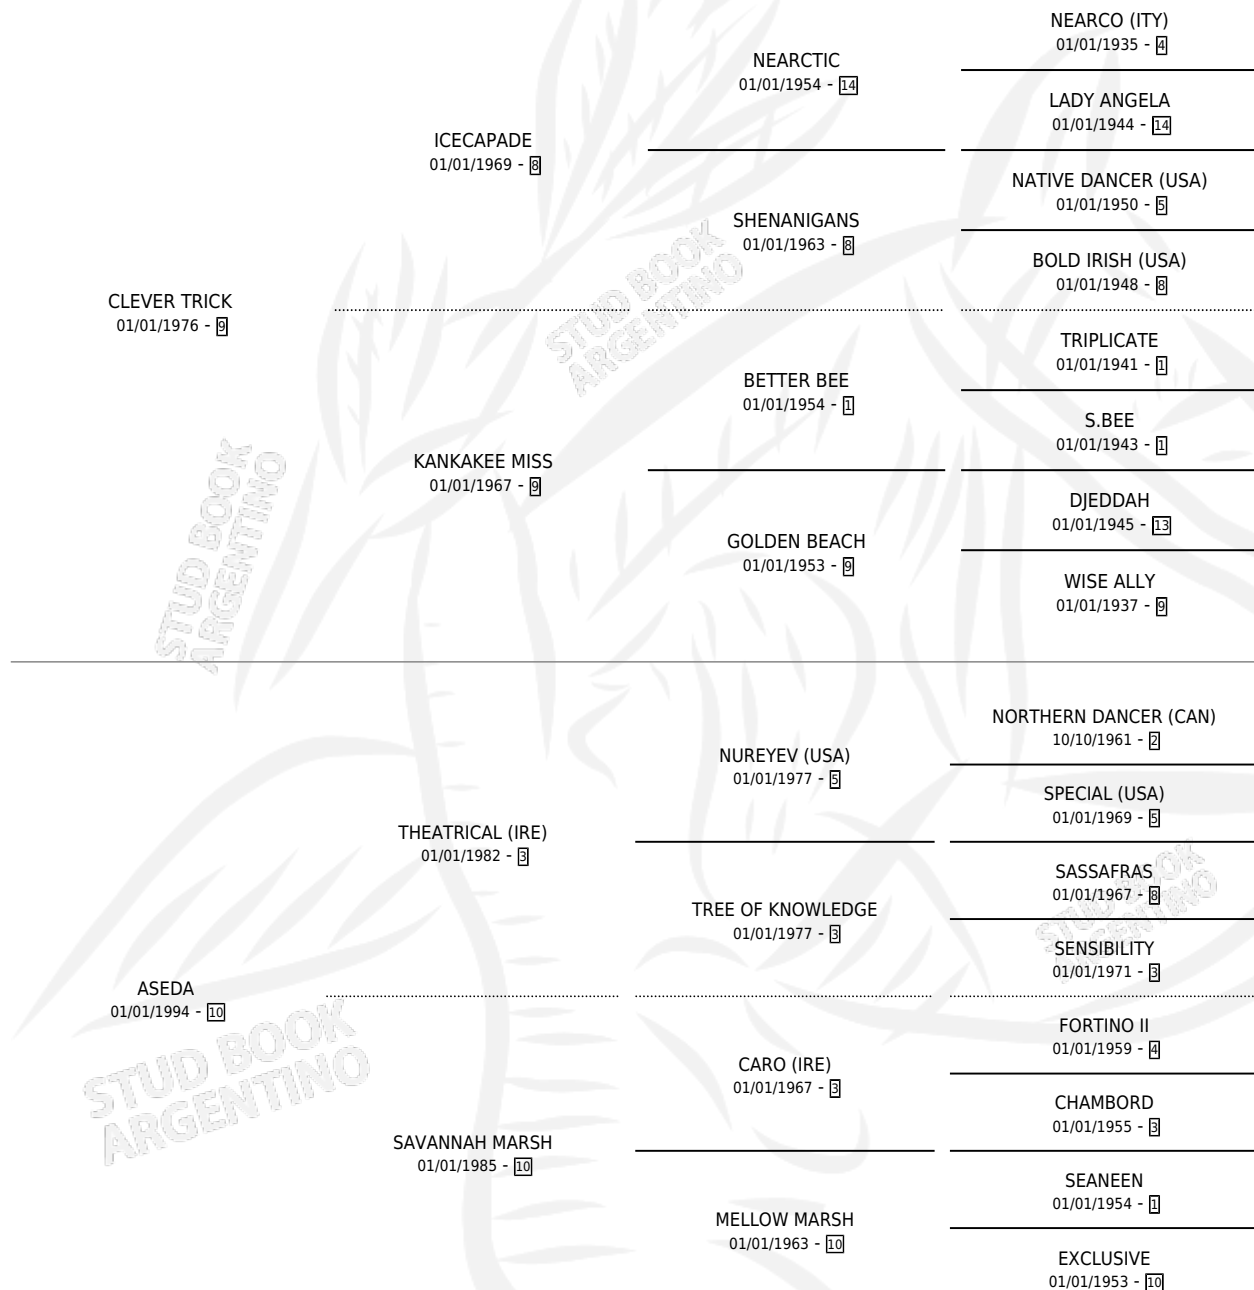 NEARCO (ITY)
01/01/1935 - 4
NEARCTIC
01/01/1954 - 14
LADY ANGELA
01/01/1944 - 14
ICECAPADE
01/01/1969 - 8
NATIVE DANCER (USA)
01/01/1950 - 5
SHENANIGANS
01/01/1963 - 8
BOLD IRISH (USA)
01/01/1948 - 8
CLEVER TRICK
01/01/1976 - 9
STUD BOOK
ARGENTINO
TRIPLICATE
01/01/1941 - 1
BETTER BEE
01/01/1954 - 1
S.BEE
01/01/1943 - 1
KANKAKEE MISS
01/01/1967 - 9
DJEDDAH
01/01/1945 - 13
GOLDEN BEACH
01/01/1953 - 9
WISE ALLY
01/01/1937 - 9
STUD BOOK
ARGENTINO
NORTHERN DANCER (CAN)
10/10/1961 - 2
NUREYEV (USA)
01/01/1977 - 5
SPECIAL (USA)
01/01/1969 - 5
THEATRICAL (IRE)
01/01/1982 - 3
SASSAFRAS
01/01/1967 - 8
TREE OF KNOWLEDGE
01/01/1977 - 3
STUD BOOK
ARGENTINO
SENSIBILITY
01/01/1971 - 3
ASEDA
01/01/1994 - 10
FORTINO II
01/01/1959 - 4
CARO (IRE)
01/01/1967 - 3
STUD BOOK
ARGENTINO
CHAMBORD
01/01/1955 - 3
SAVANNAH MARSH
01/01/1985 - 10
SEANEEN
01/01/1954 - 1
MELLOW MARSH
01/01/1963 - 10
EXCLUSIVE
01/01/1953 - 10